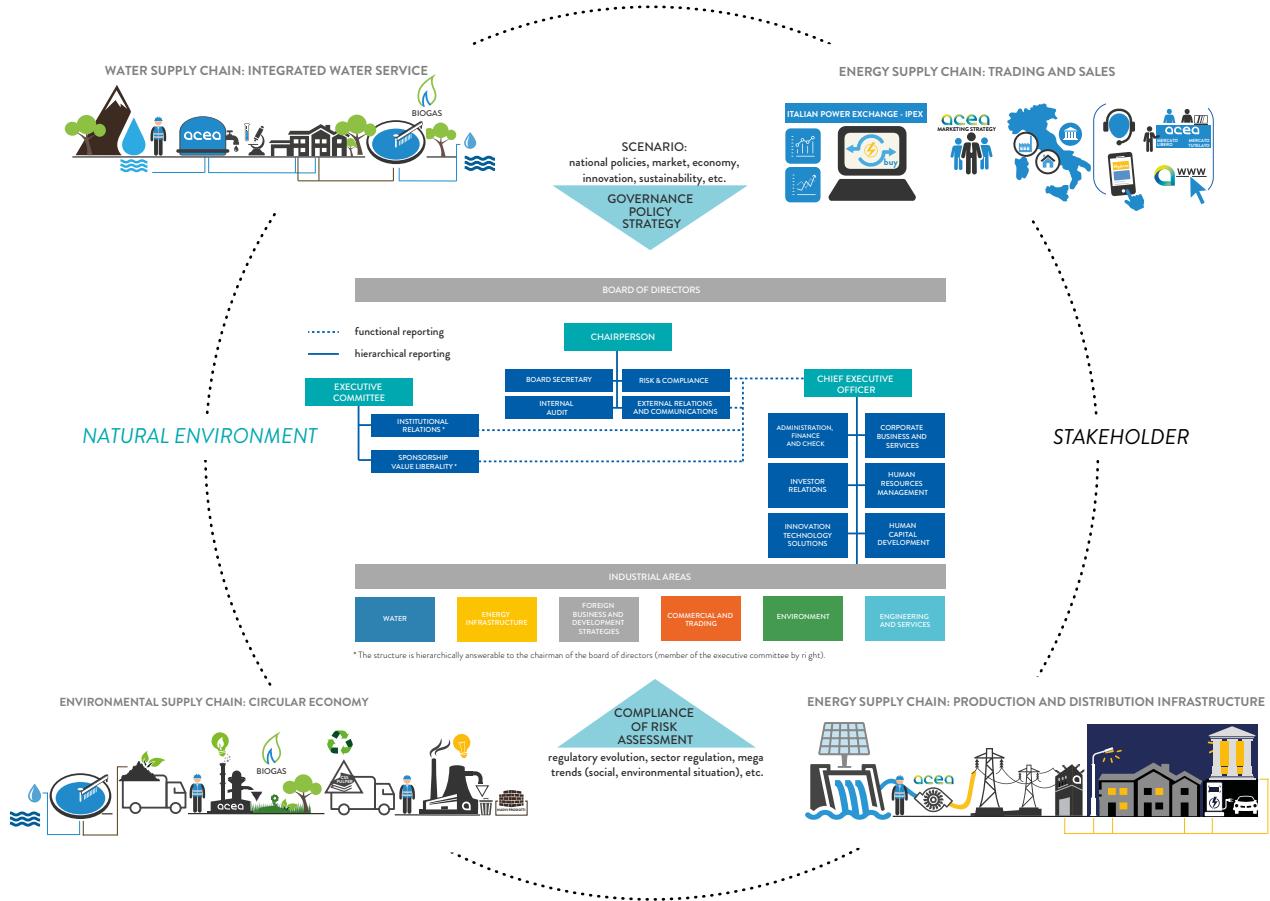 WATER SUPPLY CHAIN: INTEGRATED WATER SERVICE
BIOGAS
acea
ENERGY SUPPLY CHAIN: TRADING AND SALES
ITALIAN POWER EXCHANGE - IPEX
buy
acea
MARKETING STRATEGY
acea
MERCATO
LIBERO
MERCATO
TUTELATO
WWW
SCENARIO:
national policies, market, economy,
innovation, sustainability, etc.
GOVERNANCE
POLICY
STRATEGY
BOARD OF DIRECTORS
functional reporting
hierarchical reporting
CHAIRPERSON
BOARD SECRETARY
RISK & COMPLIANCE
INTERNAL
AUDIT
EXTERNAL RELATIONS
AND COMMUNICATIONS
EXECUTIVE
COMMITTEE
INSTITUTIONAL
RELATIONS *
SPONSORSHIP
VALUE LIBERALITY *
CHIEF EXECUTIVE
OFFICER
ADMINISTRATION,
FINANCE
AND CHECK
CORPORATE
BUSINESS AND
SERVICES
INVESTOR
RELATIONS
HUMAN
RESOURCES
MANAGEMENT
INNOVATION
TECHNOLOGY
SOLUTIONS
HUMAN
CAPITAL
DEVELOPMENT
NATURAL ENVIRONMENT
STAKEHOLDER
INDUSTRIAL AREAS
WATER
ENERGY
INFRASTRUCTURE
FOREIGN
BUSINESS AND
DEVELOPMENT
STRATEGIES
COMMERCIAL AND
TRADING
ENVIRONMENT
ENGINEERING
AND SERVICES
* The structure is hierarchically answerable to the chairman of the board of directors (member of the executive committee by ri ght).
ENVIRONMENTAL SUPPLY CHAIN: CIRCULAR ECONOMY
BIOGAS
acea
COMPLIANCE
OF RISK
ASSESSMENT
regulatory evolution, sector regulation, mega
trends (social, environmental situation), etc.
ENERGY SUPPLY CHAIN: PRODUCTION AND DISTRIBUTION INFRASTRUCTURE
acea